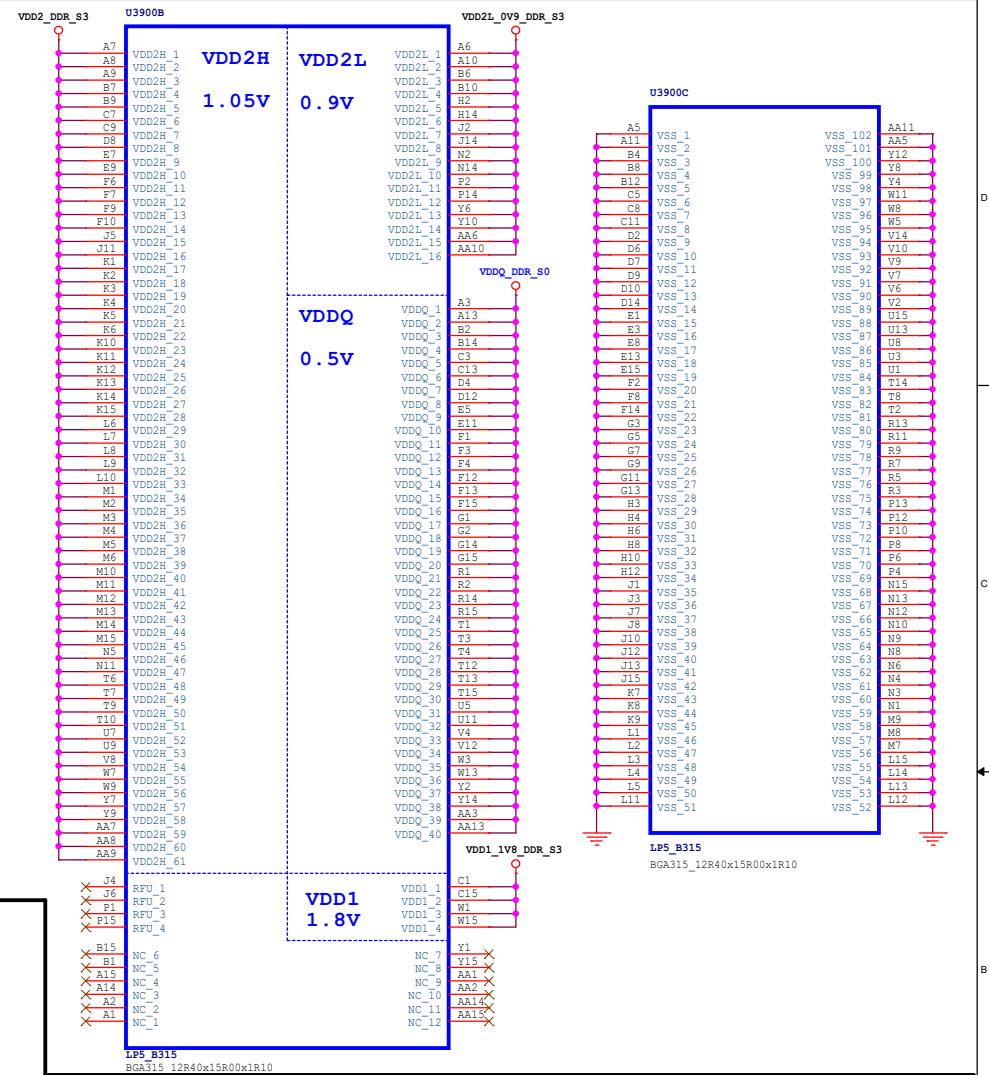 VDD2_DDR_S3 U3900B VDD2L_0V9_DDR_S3
VDD2H VDD2L
1.05V 0.9V
A7 VDD2H_1 VDD2L_1 A6
A8 VDD2H_2 VDD2L_2 A10
A9 VDD2H_3 VDD2L_3 B6
B7 VDD2H_4 VDD2L_4 B10
B9 VDD2H_5 VDD2L_5 H2
C7 VDD2H_6 VDD2L_6 H14
C9 VDD2H_7 VDD2L_7 J2
D8 VDD2H_8 VDD2L_8 J14
E7 VDD2H_9 VDD2L_9 N2
E9 VDD2H_10 VDD2L_10 N14
F6 VDD2H_11 VDD2L_11 P2
F7 VDD2H_12 VDD2L_12 P14
F9 VDD2H_13 VDD2L_13 Y6
F10 VDD2H_14 VDD2L_14 Y10
J5 VDD2H_15 VDD2L_15 AA6
J11 VDD2H_16 VDD2L_16 AA10
K1 VDD2H_17
K2 VDD2H_18 VDDQ_DDR_S0
K3 VDD2H_19
VDDQ
0.5V
K4 VDD2H_20 VDDQ_1 A3
K5 VDD2H_21 VDDQ_2 A13
K6 VDD2H_22 VDDQ_3 B2
K10 VDD2H_23 VDDQ_4 B14
K11 VDD2H_24 VDDQ_5 C3
K12 VDD2H_25 VDDQ_6 C13
K13 VDD2H_26 VDDQ_7 D4
K14 VDD2H_27 VDDQ_8 D12
K15 VDD2H_28 VDDQ_9 E5
L6 VDD2H_29 VDDQ_10 E11
L7 VDD2H_30 VDDQ_11 F1
L8 VDD2H_31 VDDQ_12 F3
L9 VDD2H_32 VDDQ_13 F4
L10 VDD2H_33 VDDQ_14 F12
M1 VDD2H_34 VDDQ_15 F13
M2 VDD2H_35 VDDQ_16 F15
M3 VDD2H_36 VDDQ_17 G1
M4 VDD2H_37 VDDQ_18 G2
M5 VDD2H_38 VDDQ_19 G14
M6 VDD2H_39 VDDQ_20 G15
M10 VDD2H_40 VDDQ_21 R1
M11 VDD2H_41 VDDQ_22 R2
M12 VDD2H_42 VDDQ_23 R14
M13 VDD2H_43 VDDQ_24 R15
M14 VDD2H_44 VDDQ_25 T1
M15 VDD2H_45 VDDQ_26 T3
N5 VDD2H_46 VDDQ_27 T4
N11 VDD2H_47 VDDQ_28 T12
T6 VDD2H_48 VDDQ_29 T13
T7 VDD2H_49 VDDQ_30 T15
T9 VDD2H_50 VDDQ_31 U5
T10 VDD2H_51 VDDQ_32 U11
U7 VDD2H_52 VDDQ_33 V4
U9 VDD2H_53 VDDQ_34 V12
V8 VDD2H_54 VDDQ_35 W3
W7 VDD2H_55 VDDQ_36 W13
W9 VDD2H_56 VDDQ_37 Y2
Y7 VDD2H_57 VDDQ_38 Y14
Y9 VDD2H_58 VDDQ_39 AA3
AA7 VDD2H_59 VDDQ_40 AA13
AA8 VDD2H_60 VDD1_1V8_DDR_S3
AA9 VDD2H_61
VDD1
1.8V
J4 RFU_1 VDD1_1 C1
J6 RFU_2 VDD1_2 C15
P1 RFU_3 VDD1_3 W1
P15 RFU_4 VDD1_4 W15
B15 NC_6 NC_7 Y1
B1 NC_5 NC_8 Y15
A15 NC_4 NC_9 AA1
A14 NC_3 NC_10 AA2
A2 NC_2 NC_11 AA14
A1 NC_1 NC_12 AA15
LP5_B315
BGA315_12R40x15R00x1R10
U3900C
A5 VSS_1 VSS_102 AA11
A11 VSS_2 VSS_101 AA5
B4 VSS_3 VSS_100 Y12
B8 VSS_4 VSS_99 Y8
B12 VSS_5 VSS_98 Y4
C5 VSS_6 VSS_97 W11
C8 VSS_7 VSS_96 W8
C11 VSS_8 VSS_95 W5
D2 VSS_9 VSS_94 V14
D6 VSS_10 VSS_93 V10
D7 VSS_11 VSS_92 V9
D9 VSS_12 VSS_91 V7
D10 VSS_13 VSS_90 V6
D14 VSS_14 VSS_89 V2
E1 VSS_15 VSS_88 U15
E3 VSS_16 VSS_87 U13
E8 VSS_17 VSS_86 U8
E13 VSS_18 VSS_85 U3
E15 VSS_19 VSS_84 U1
F2 VSS_20 VSS_83 T14
F8 VSS_21 VSS_82 T8
F14 VSS_22 VSS_81 T2
G3 VSS_23 VSS_80 R13
G5 VSS_24 VSS_79 R11
G7 VSS_25 VSS_78 R9
G9 VSS_26 VSS_77 R7
G11 VSS_27 VSS_76 R5
G13 VSS_28 VSS_75 R3
H3 VSS_29 VSS_74 P13
H4 VSS_30 VSS_73 P12
H6 VSS_31 VSS_72 P10
H8 VSS_32 VSS_71 P8
H10 VSS_33 VSS_70 P6
H12 VSS_34 VSS_69 P4
J1 VSS_35 VSS_68 N15
J3 VSS_36 VSS_67 N13
J7 VSS_37 VSS_66 N12
J8 VSS_38 VSS_65 N10
J10 VSS_39 VSS_64 N9
J12 VSS_40 VSS_63 N8
J13 VSS_41 VSS_62 N6
J15 VSS_42 VSS_61 N4
K7 VSS_43 VSS_60 N3
K8 VSS_44 VSS_59 N1
K9 VSS_45 VSS_58 M9
L1 VSS_46 VSS_57 M8
L2 VSS_47 VSS_56 M7
L3 VSS_48 VSS_55 L15
L4 VSS_49 VSS_54 L14
L5 VSS_50 VSS_53 L13
L11 VSS_51 VSS_52 L12
LP5_B315
BGA315_12R40x15R00x1R10
D
C
B